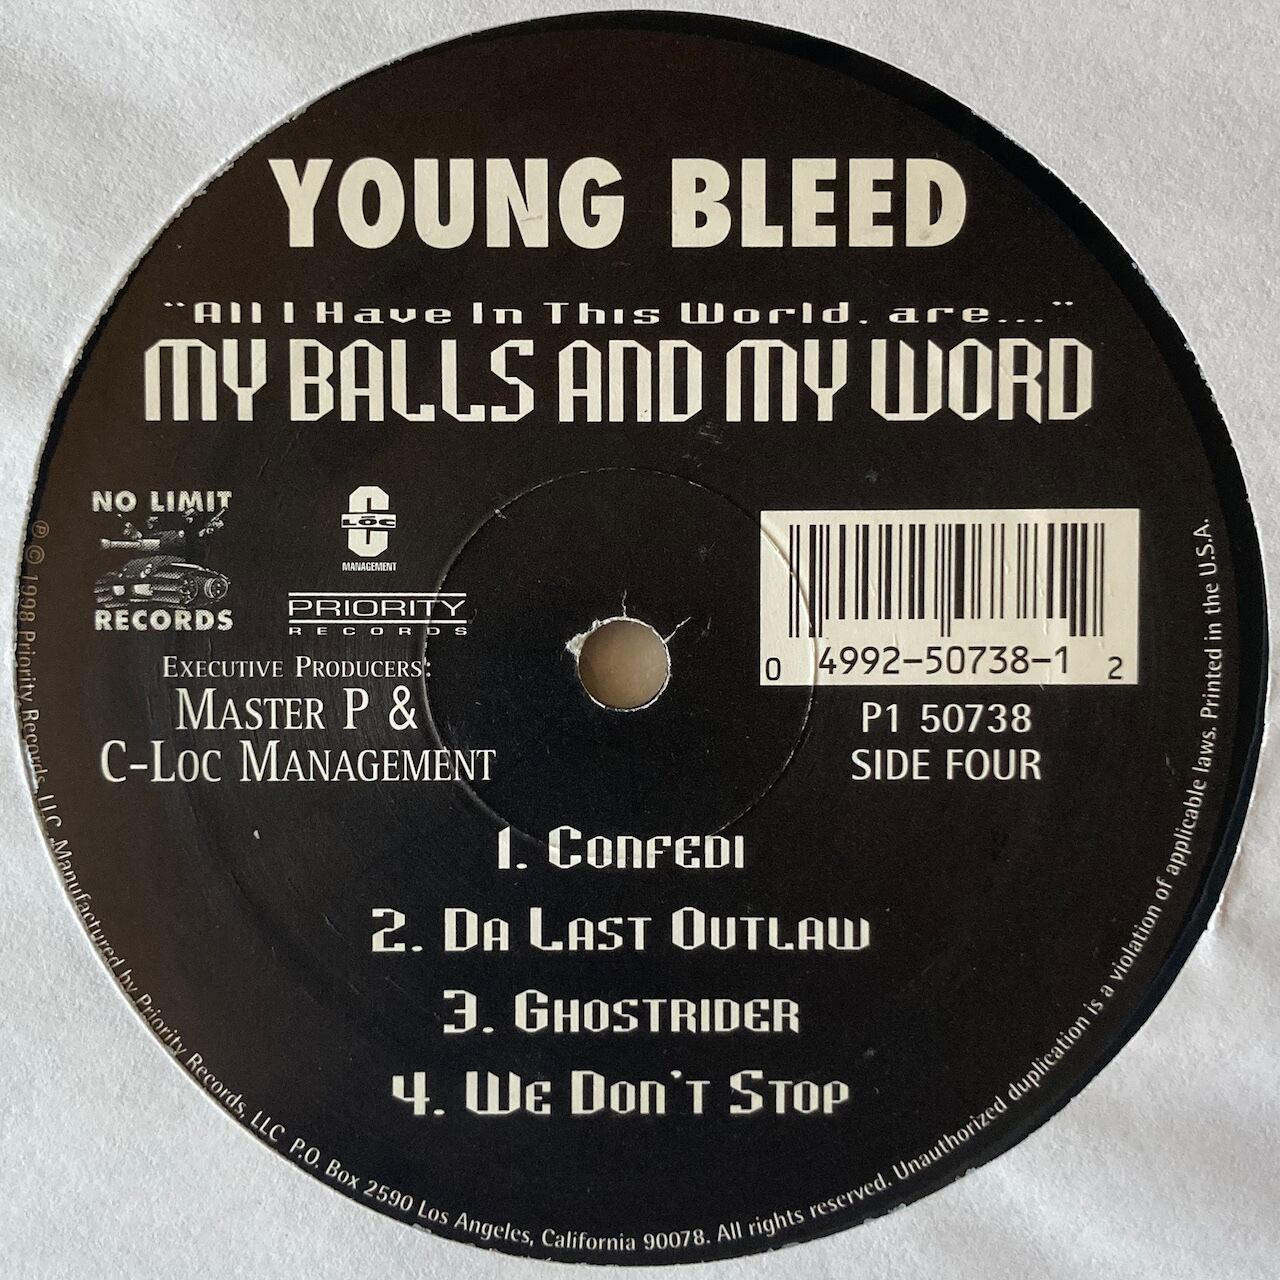 YOUNG BLEED
"All I Have In This World, are..."
MY BALLS AND MY WORD
NO LIMIT
RECORDS
C
LOC
MANAGEMENT
PRIORITY
RECORDS
EXECUTIVE PRODUCERS:
MASTER P &
C-LOC MANAGEMENT
0 4992-50738-1 2
P1 50738
SIDE FOUR
1. CONFEDI
2. DA LAST OUTLAW
3. GHOSTRIDER
4. WE DON'T STOP
℗ © 1998 Priority Records, LLC. Manufactured by Priority Records, LLC P.O. Box 2590 Los Angeles, California 90078. All rights reserved. Unauthorized duplication is a violation of applicable laws. Printed in the U.S.A.